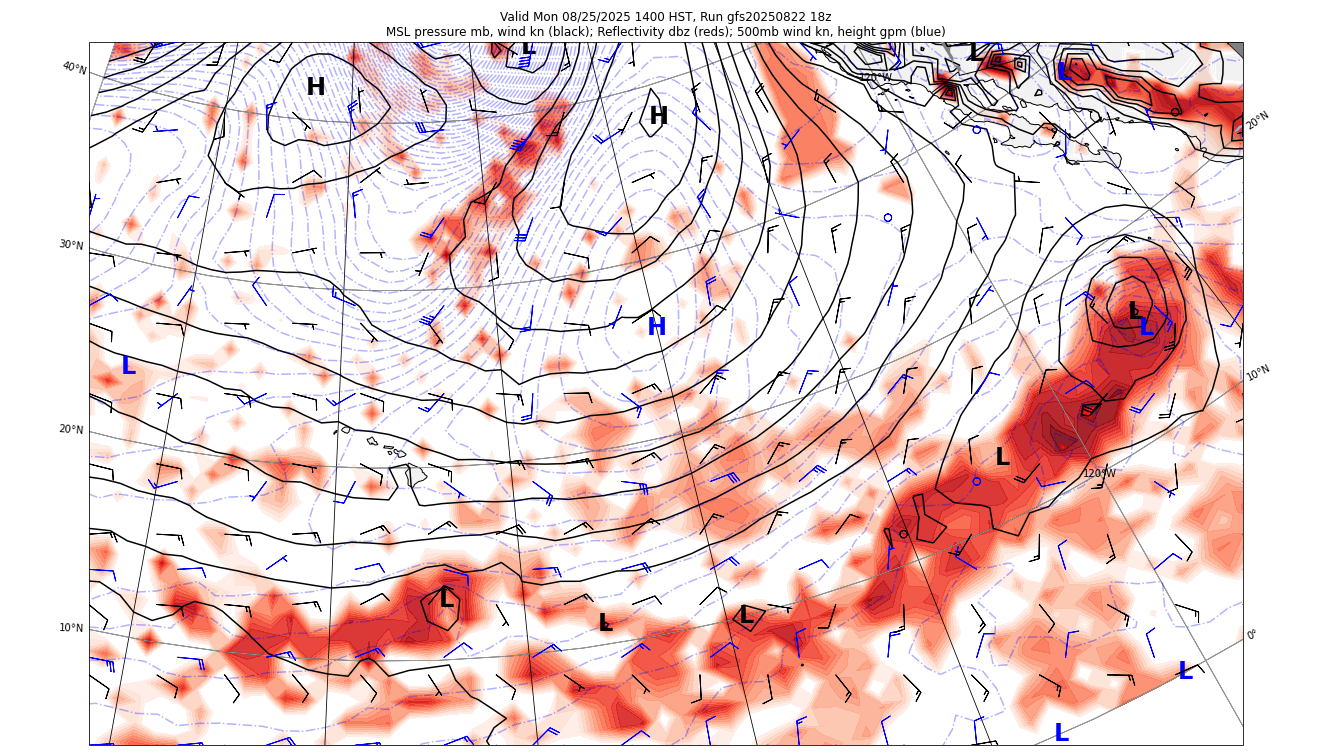 Valid Mon 08/25/2025 1400 HST, Run gfs20250822 18z
MSL pressure mb, wind kn (black); Reflectivity dbz (reds); 500mb wind kn, height gpm (blue)
L
L
H
40°N
L
120°W
H
20°N
30°N
L
H
L
L
10°N
20°N
L
120°W
L
L
L
10°N
0°
L
L